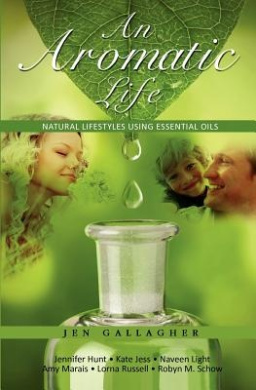 An
Aromatic
Life
NATURAL LIFESTYLES USING ESSENTIAL OILS
JEN GALLAGHER
Jennifer Hunt • Kate Jess • Naveen Light
Amy Marais • Lorna Russell • Robyn M. Schow